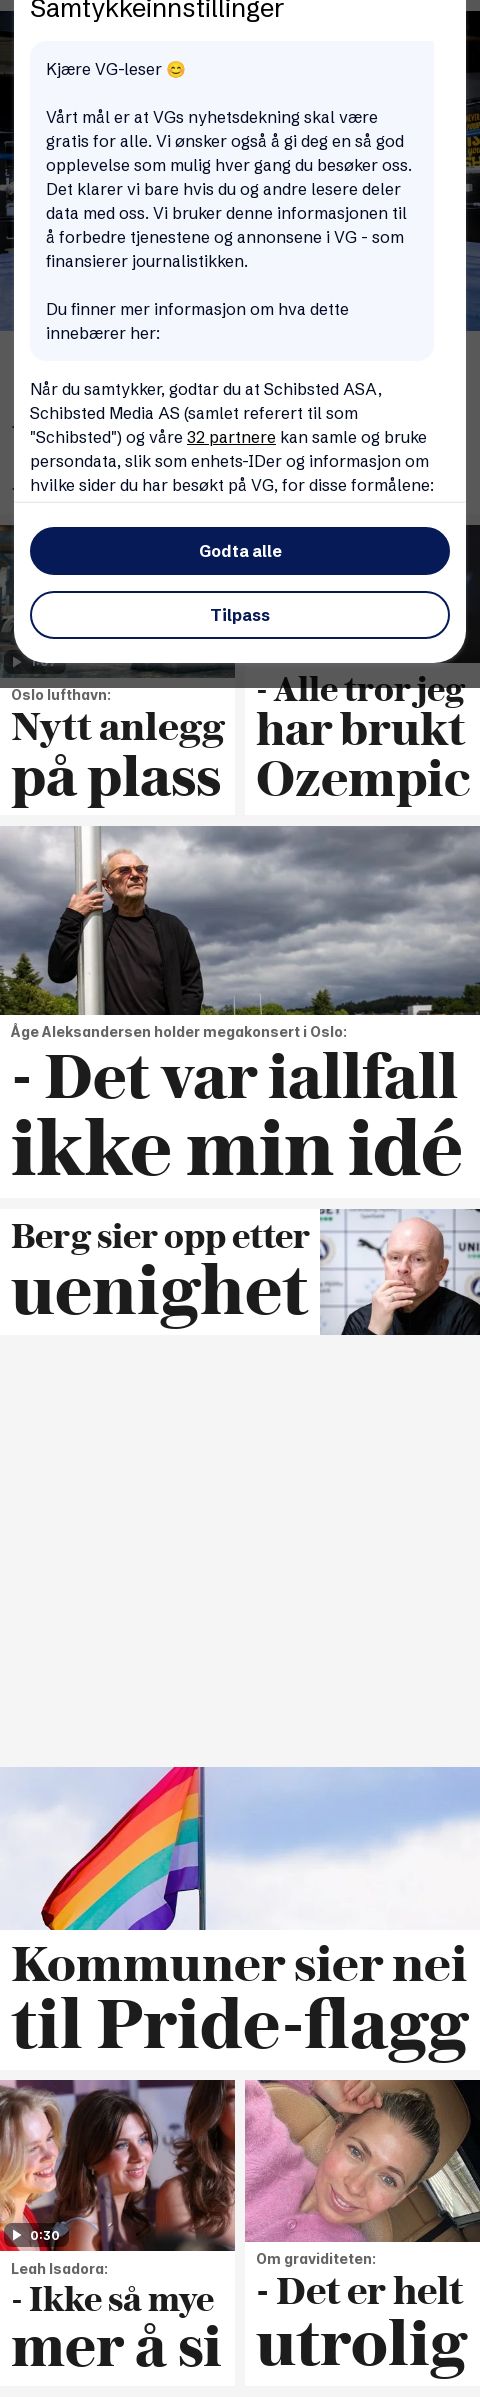 Samtykkeinnstillinger
Kjære VG-leser 😊
Vårt mål er at VGs nyhetsdekning skal være
gratis for alle. Vi ønsker også å gi deg en så god
opplevelse som mulig hver gang du besøker oss.
Det klarer vi bare hvis du og andre lesere deler
data med oss. Vi bruker denne informasjonen til
å forbedre tjenestene og annonsene i VG - som
finansierer journalistikken.
Du finner mer informasjon om hva dette
innebærer her:
Når du samtykker, godtar du at Schibsted ASA,
Schibsted Media AS (samlet referert til som
"Schibsted") og våre 32 partnere kan samle og bruke
persondata, slik som enhets-IDer og informasjon om
hvilke sider du har besøkt på VG, for disse formålene:
Godta alle
Tilpass
Oslo lufthavn:
Nytt anlegg
på plass
- Alle tror jeg
har brukt
Ozempic
Åge Aleksandersen holder megakonsert i Oslo:
- Det var iallfall
ikke min idé
Berg sier opp etter
uenighet
Kommuner sier nei
til Pride-flagg
0:30
Leah Isadora:
- Ikke så mye
mer å si
Om graviditeten:
- Det er helt
utrolig